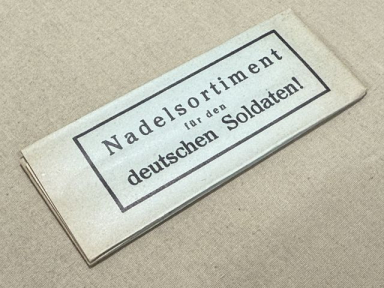 Nadelsortiment
für den
deutschen Soldaten!